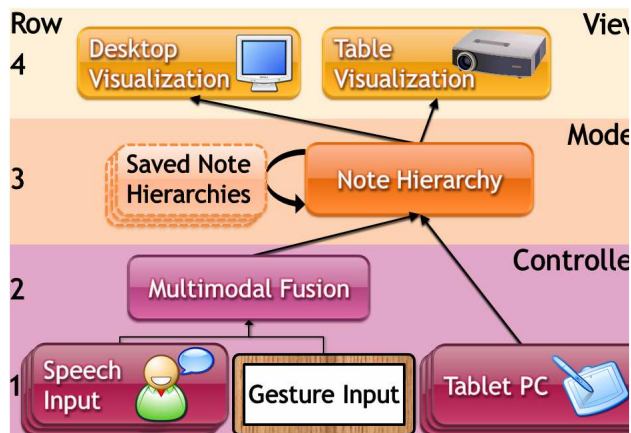 Row
View
4
Desktop
Visualization
Table
Visualization
Mode
3
Saved Note
Hierarchies
Note Hierarchy
Controlle
2
Multimodal Fusion
1
Speech
Input
Gesture Input
Tablet PC